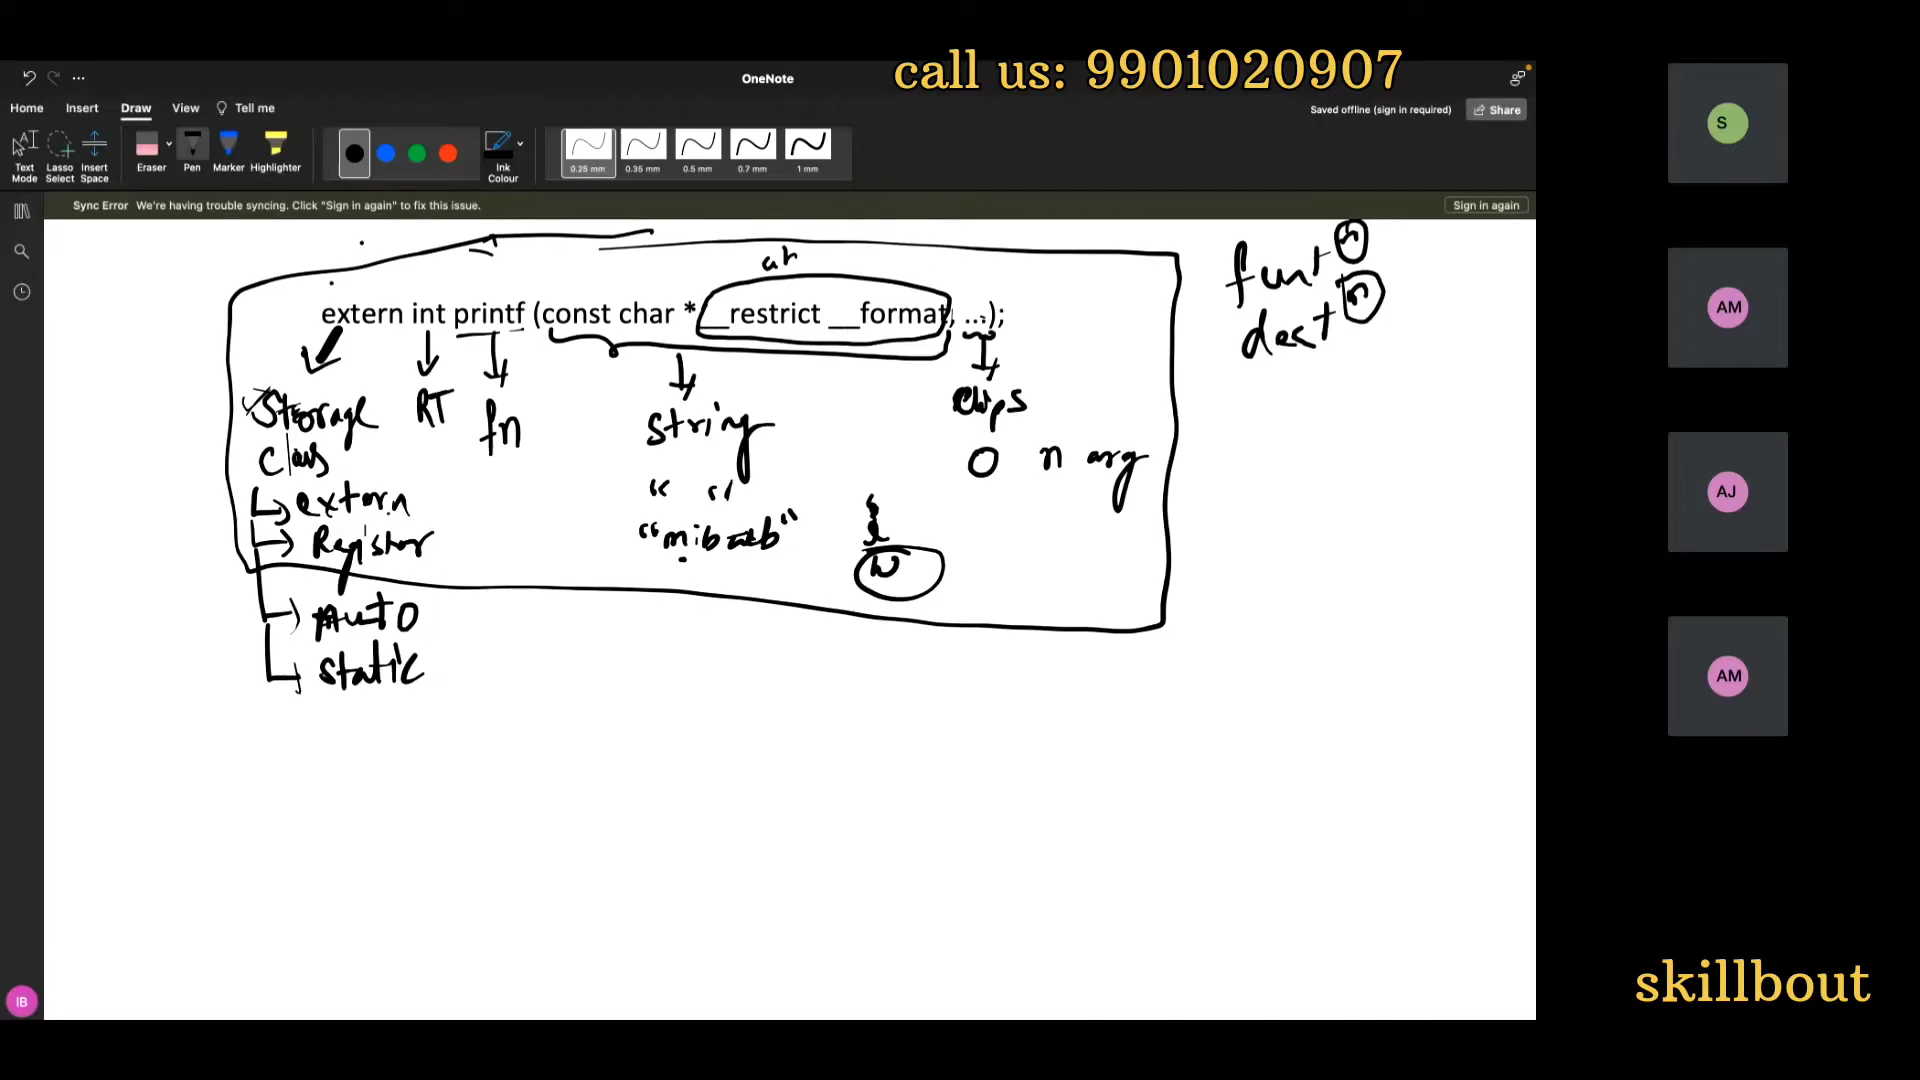 call us: 9901020907
OneNote
Home Insert Draw View Tell me
Saved offline (sign in required) Share
Text Mode Lasso Select Insert Space Eraser Pen Marker Highlighter Ink Colour 0.25 mm 0.35 mm 0.5 mm 0.7 mm 1 mm
Sync Error We're having trouble syncing. Click "Sign in again" to fix this issue. Sign in again
extern int printf (const char *__restrict __format, ...);
Storage RT fn string
class
0 n arg
extern
Register
Auto
static
S
AM
AJ
AM
IB
skillbout